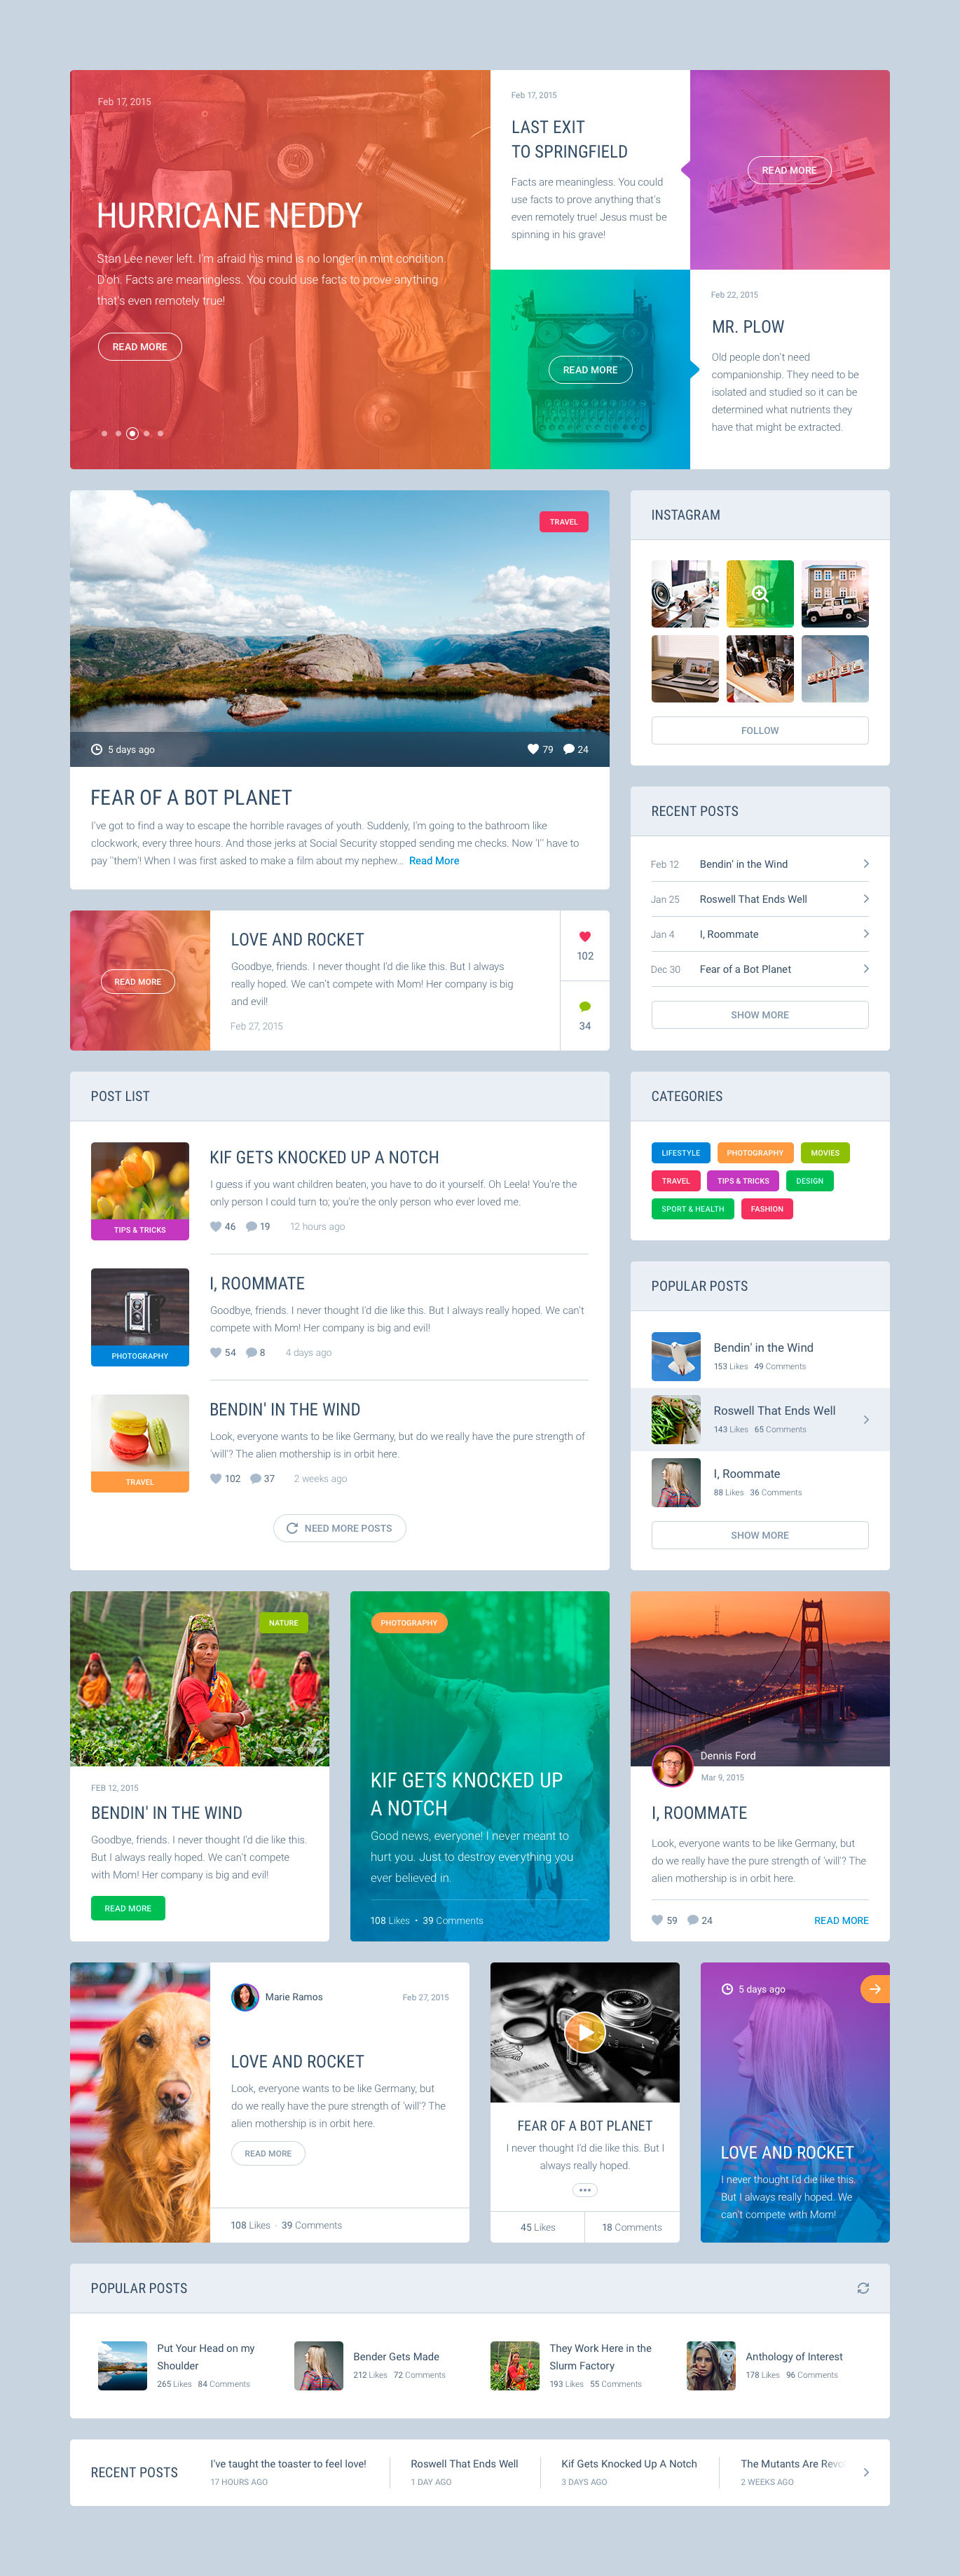 Feb 17, 2015
HURRICANE NEDDY
Stan Lee never left. I'm afraid his mind is no longer in mint condition.
D'oh. Facts are meaningless. You could use facts to prove anything
that's even remotely true!
READ MORE
Feb 17, 2015
LAST EXIT
TO SPRINGFIELD
Facts are meaningless. You could
use facts to prove anything that's
even remotely true! Jesus must be
spinning in his grave!
MOTEL
READ MORE
READ MORE
Feb 22, 2015
MR. PLOW
Old people don't need
companionship. They need to be
isolated and studied so it can be
determined what nutrients they
have that might be extracted.
TRAVEL
5 days ago
79
24
FEAR OF A BOT PLANET
I've got to find a way to escape the horrible ravages of youth. Suddenly, I'm going to the bathroom like
clockwork, every three hours. And those jerks at Social Security stopped sending me checks. Now 'I'' have to
pay ''them'! When I was first asked to make a film about my nephew... Read More
INSTAGRAM
FOLLOW
RECENT POSTS
Feb 12 Bendin' in the Wind
Jan 25 Roswell That Ends Well
Jan 4 I, Roommate
Dec 30 Fear of a Bot Planet
SHOW MORE
READ MORE
LOVE AND ROCKET
Goodbye, friends. I never thought I'd die like this. But I always
really hoped. We can't compete with Mom! Her company is big
and evil!
Feb 27, 2015
102
34
POST LIST
TIPS & TRICKS
KIF GETS KNOCKED UP A NOTCH
I guess if you want children beaten, you have to do it yourself. Oh Leela! You're the
only person I could turn to; you're the only person who ever loved me.
46 19 12 hours ago
PHOTOGRAPHY
I, ROOMMATE
Goodbye, friends. I never thought I'd die like this. But I always really hoped. We can't
compete with Mom! Her company is big and evil!
54 8 4 days ago
TRAVEL
BENDIN' IN THE WIND
Look, everyone wants to be like Germany, but do we really have the pure strength of
'will'? The alien mothership is in orbit here.
102 37 2 weeks ago
NEED MORE POSTS
CATEGORIES
LIFESTYLE PHOTOGRAPHY MOVIES
TRAVEL TIPS & TRICKS DESIGN
SPORT & HEALTH FASHION
POPULAR POSTS
Bendin' in the Wind
153 Likes 49 Comments
Roswell That Ends Well
143 Likes 65 Comments
I, Roommate
88 Likes 36 Comments
SHOW MORE
NATURE
FEB 12, 2015
BENDIN' IN THE WIND
Goodbye, friends. I never thought I'd die like this.
But I always really hoped. We can't compete
with Mom! Her company is big and evil!
READ MORE
PHOTOGRAPHY
KIF GETS KNOCKED UP
A NOTCH
Good news, everyone! I never meant to
hurt you. Just to destroy everything you
ever believed in.
108 Likes • 39 Comments
Dennis Ford
Mar 9, 2015
I, ROOMMATE
Look, everyone wants to be like Germany, but
do we really have the pure strength of 'will'? The
alien mothership is in orbit here.
59 24 READ MORE
Marie Ramos
Feb 27, 2015
LOVE AND ROCKET
Look, everyone wants to be like Germany, but
do we really have the pure strength of 'will'? The
alien mothership is in orbit here.
READ MORE
108 Likes · 39 Comments
FEAR OF A BOT PLANET
I never thought I'd die like this. But I
always really hoped.
45 Likes
18 Comments
5 days ago
LOVE AND ROCKET
I never thought I'd die like this.
But I always really hoped. We
can't compete with Mom!
POPULAR POSTS
Put Your Head on my
Shoulder
265 Likes 84 Comments
Bender Gets Made
212 Likes 72 Comments
They Work Here in the
Slurm Factory
193 Likes 55 Comments
Anthology of Interest
178 Likes 96 Comments
RECENT POSTS
I've taught the toaster to feel love!
17 HOURS AGO
Roswell That Ends Well
1 DAY AGO
Kif Gets Knocked Up A Notch
3 DAYS AGO
The Mutants Are Revo
2 WEEKS AGO